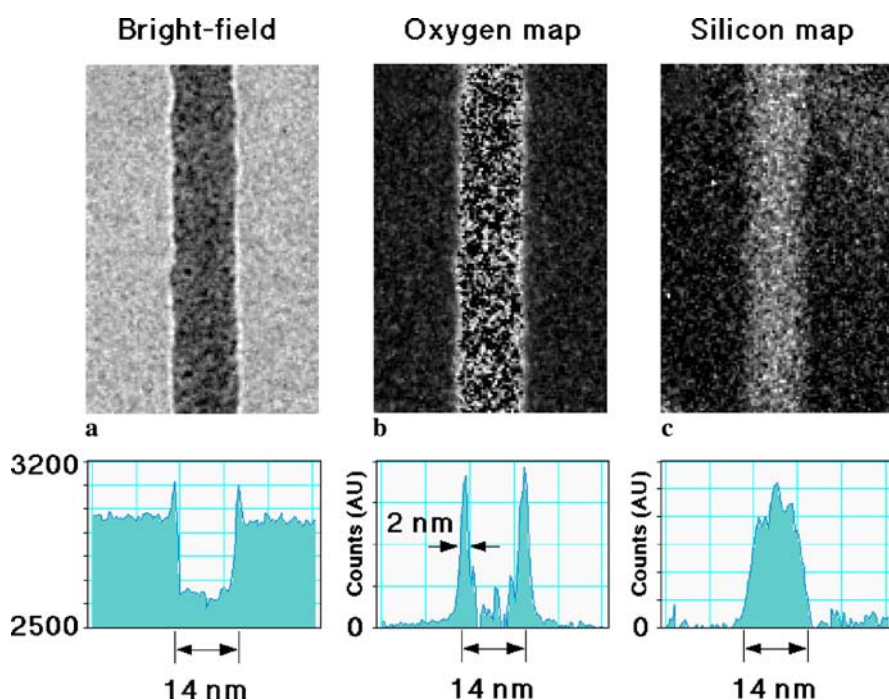 Bright-field Oxygen map Silicon map
a b c
3200
2500
14 nm
Counts (AU)
2 nm
0
14 nm
Counts (AU)
0
14 nm